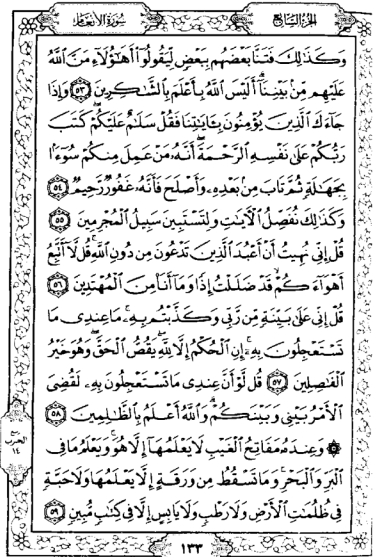 الجزء السابع
سورة الأنعام
وَكَذَٰلِكَ فَتَنَّا بَعْضَهُم بِبَعْضٍ لِّيَقُولُوٓا۟ أَهَٰٓؤُلَآءِ مَنَّ ٱللَّهُ
عَلَيْهِم مِّنۢ بَيْنِنَآ أَلَيْسَ ٱللَّهُ بِأَعْلَمَ بِٱلشَّٰكِرِينَ ٥٣ وَإِذَا
جَآءَكَ ٱلَّذِينَ يُؤْمِنُونَ بِـَٔايَٰتِنَا فَقُلْ سَلَٰمٌ عَلَيْكُمْ كَتَبَ
رَبُّكُمْ عَلَىٰ نَفْسِهِ ٱلرَّحْمَةَ أَنَّهُۥ مَنْ عَمِلَ مِنكُمْ سُوٓءًۢا
بِجَهَٰلَةٍ ثُمَّ تَابَ مِنۢ بَعْدِهِۦ وَأَصْلَحَ فَأَنَّهُۥ غَفُورٌ رَّحِيمٌ ٥٤
وَكَذَٰلِكَ نُفَصِّلُ ٱلْـَٔايَٰتِ وَلِتَسْتَبِينَ سَبِيلُ ٱلْمُجْرِمِينَ ٥٥
قُلْ إِنِّى نُهِيتُ أَنْ أَعْبُدَ ٱلَّذِينَ تَدْعُونَ مِن دُونِ ٱللَّهِ قُل لَّآ أَتَّبِعُ
أَهْوَآءَكُمْ قَدْ ضَلَلْتُ إِذًا وَمَآ أَنَا۠ مِنَ ٱلْمُهْتَدِينَ ٥٦
قُلْ إِنِّى عَلَىٰ بَيِّنَةٍ مِّن رَّبِّى وَكَذَّبْتُم بِهِۦ مَا عِندِى مَا
تَسْتَعْجِلُونَ بِهِۦٓ إِنِ ٱلْحُكْمُ إِلَّا لِلَّهِ يَقُصُّ ٱلْحَقَّ وَهُوَ خَيْرُ
ٱلْفَٰصِلِينَ ٥٧ قُل لَّوْ أَنَّ عِندِى مَا تَسْتَعْجِلُونَ بِهِۦ لَقُضِىَ
ٱلْأَمْرُ بَيْنِى وَبَيْنَكُمْ وَٱللَّهُ أَعْلَمُ بِٱلظَّٰلِمِينَ ٥٨
۞ وَعِندَهُۥ مَفَاتِحُ ٱلْغَيْبِ لَا يَعْلَمُهَآ إِلَّا هُوَ وَيَعْلَمُ مَا فِى
ٱلْبَرِّ وَٱلْبَحْرِ وَمَا تَسْقُطُ مِن وَرَقَةٍ إِلَّا يَعْلَمُهَا وَلَا حَبَّةٍ
فِى ظُلُمَٰتِ ٱلْأَرْضِ وَلَا رَطْبٍ وَلَا يَابِسٍ إِلَّا فِى كِتَٰبٍ مُّبِينٍ ٥٩
الحزب
١٤
١٣٣